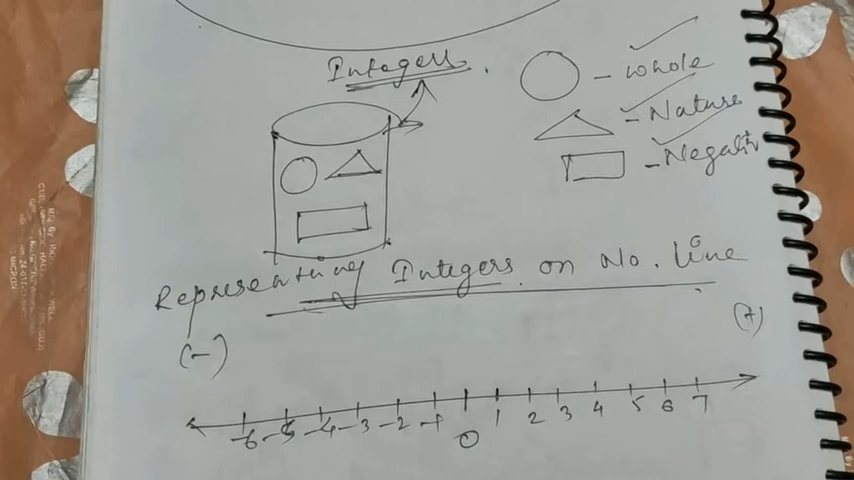 Integers.
– whole
– Nature
– Negativ
Representing Integers on No. line
(-) (+)
-6 -5 -4 -3 -2 -1 0 1 2 3 4 5 6 7